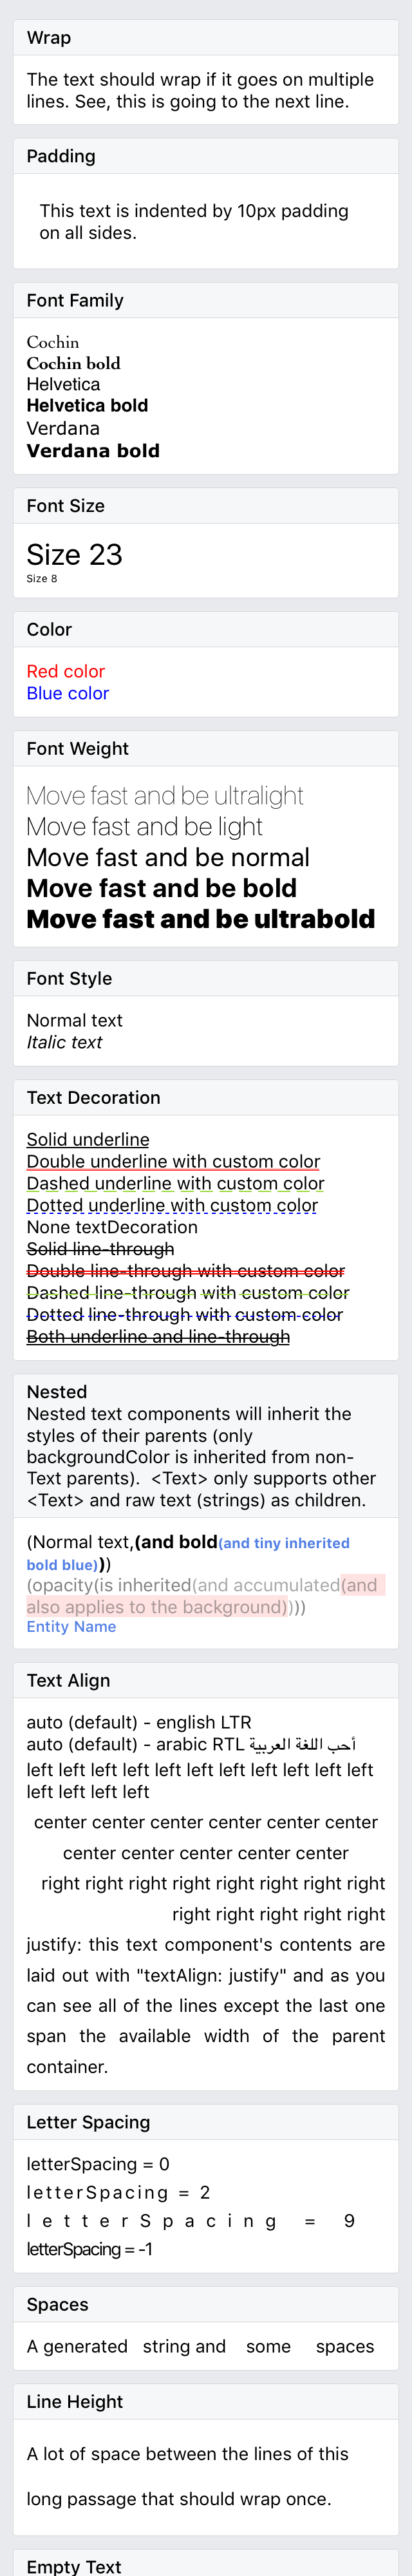 Wrap
The text should wrap if it goes on multiple
lines. See, this is going to the next line.
Padding
This text is indented by 10px padding
on all sides.
Font Family
Cochin
Cochin bold
Helvetica
Helvetica bold
Verdana
Verdana bold
Font Size
Size 23
Size 8
Color
Red color
Blue color
Font Weight
Move fast and be ultralight
Move fast and be light
Move fast and be normal
Move fast and be bold
Move fast and be ultrabold
Font Style
Normal text
Italic text
Text Decoration
Solid underline
Double underline with custom color
Dashed underline with custom color
Dotted underline with custom color
None textDecoration
Solid line-through
Double line-through with custom color
Dashed line-through with custom color
Dotted line-through with custom color
Both underline and line-through
Nested
Nested text components will inherit the
styles of their parents (only
backgroundColor is inherited from non-
Text parents).  <Text> only supports other
<Text> and raw text (strings) as children.
(Normal text,(and bold(and tiny inherited
bold blue)))
(opacity(is inherited(and accumulated(and
also applies to the background))))
Entity Name
Text Align
auto (default) - english LTR
auto (default) - arabic RTL أحب اللغة العربية
left left left left left left left left left left left
left left left left
center center center center center center
center center center center center
right right right right right right right right
right right right right right
justify: this text component's contents are
laid out with "textAlign: justify" and as you
can see all of the lines except the last one
span the available width of the parent
container.
Letter Spacing
letterSpacing = 0
letterSpacing = 2
letterSpacing = 9
letterSpacing = -1
Spaces
A generated   string and    some     spaces
Line Height
A lot of space between the lines of this
long passage that should wrap once.
Empty Text